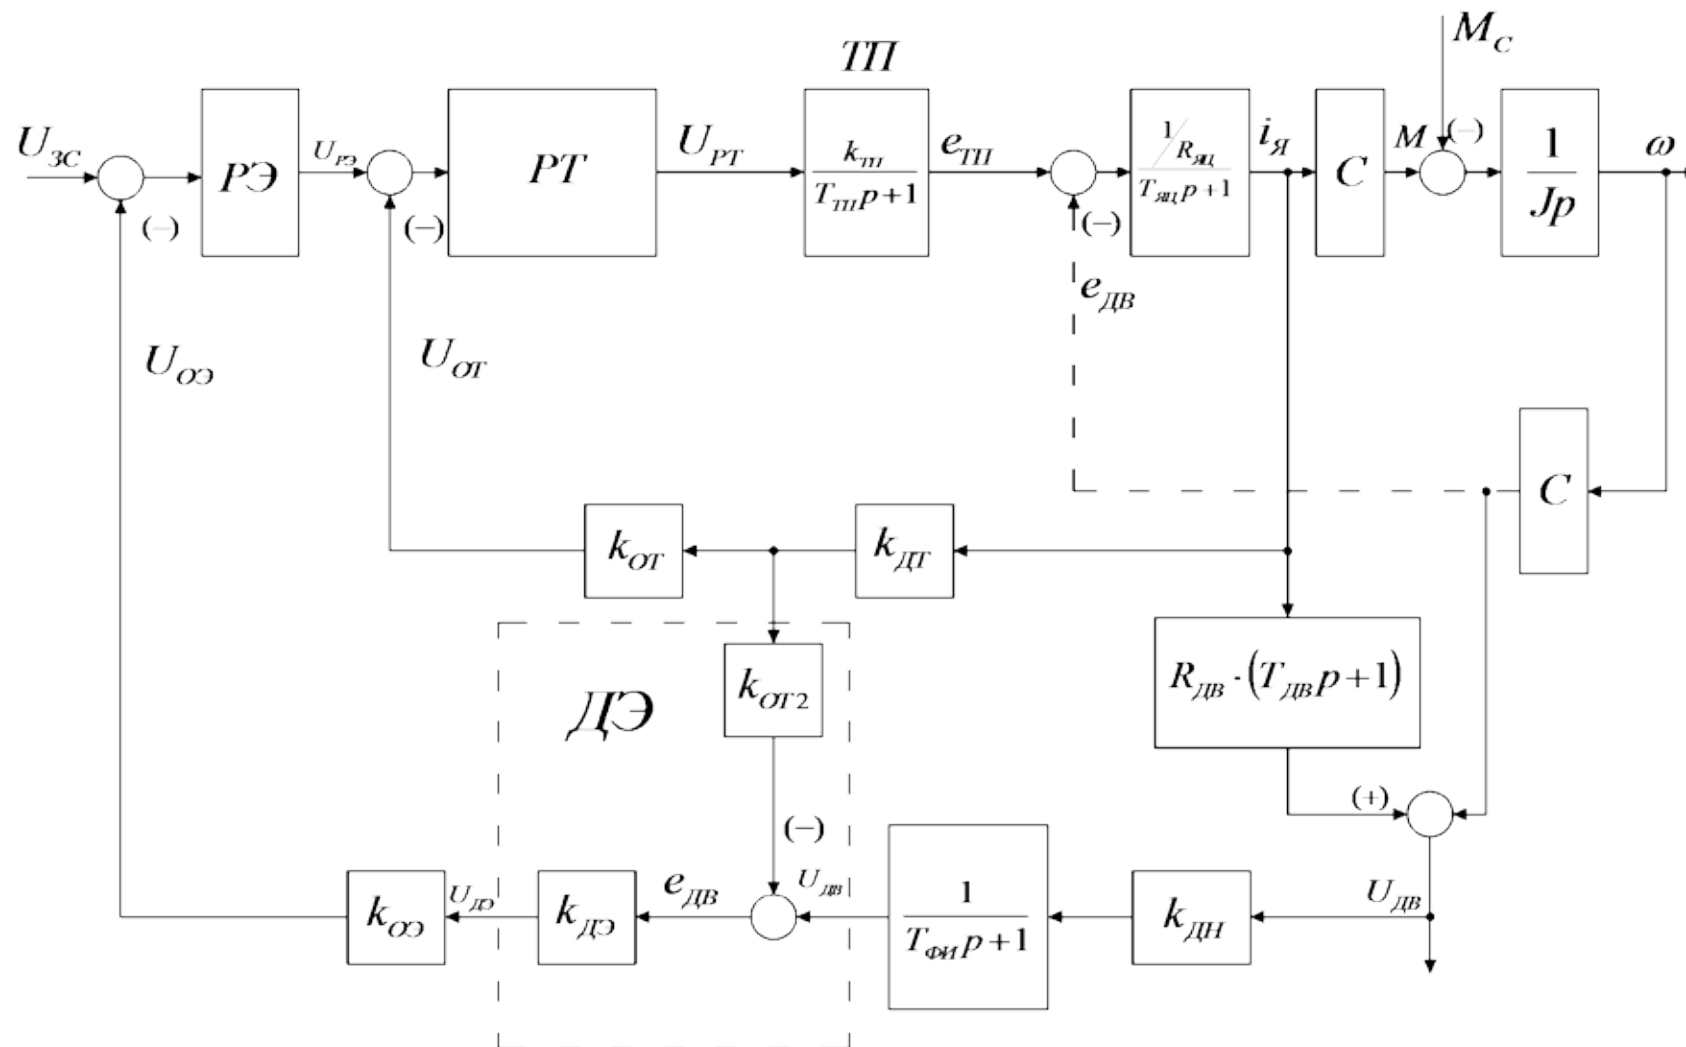 M_C
ТП
U_ЗС
РЭ
U_РЭ
РТ
U_РТ
k_ТП
T_ТП p+1
e_ТП
1/R_ЯЦ
T_ЯЦ p+1
i_Я
C
M
(−)
1
Jp
ω
(−)
(−)
(−)
e_ДВ
U_ОЭ
U_ОТ
C
k_ОТ
k_ДТ
R_ДВ · (T_ДВ p+1)
k_ОТ2
ДЭ
(+)
(−)
k_ОЭ
U_ДЭ
k_ДЭ
e_ДВ
U_ДВ
1
T_ФИ p+1
k_ДН
U_ДВ